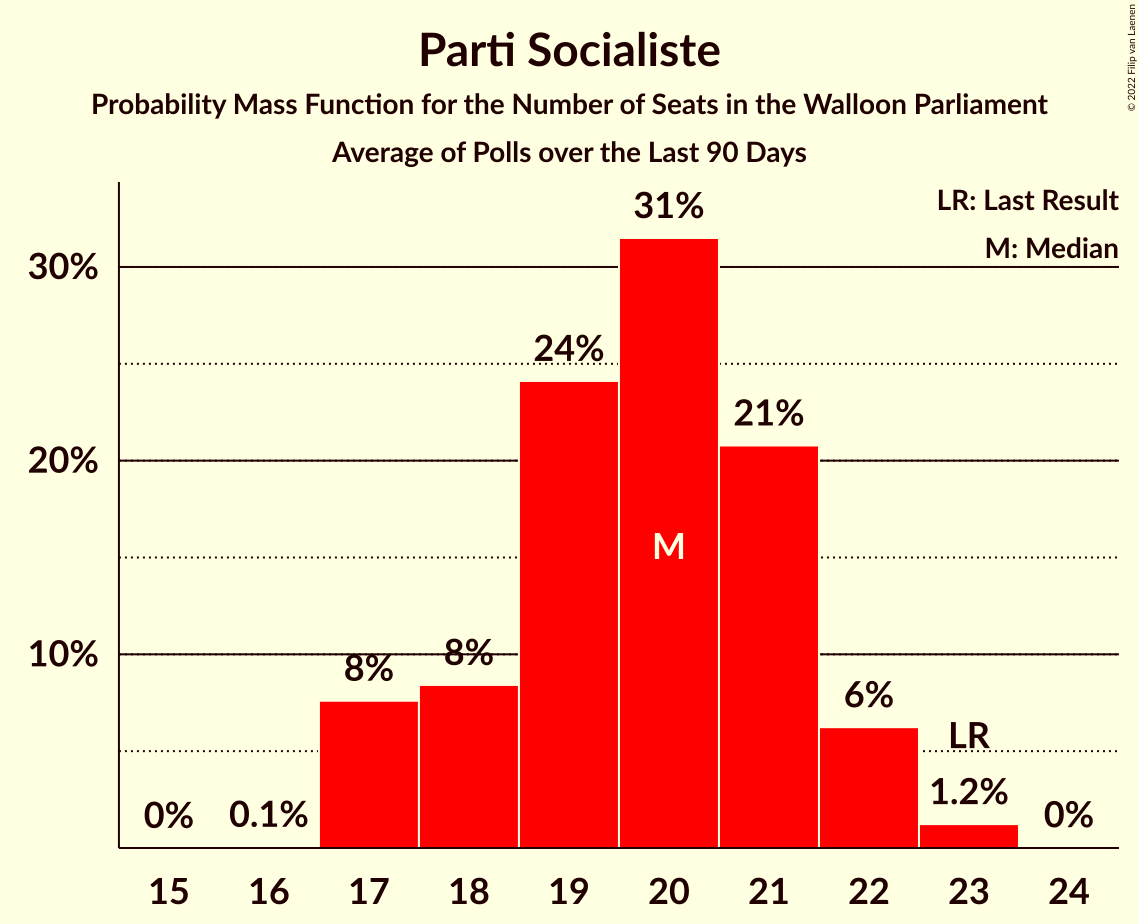 Parti Socialiste
Probability Mass Function for the Number of Seats in the Walloon Parliament
Average of Polls over the Last 90 Days
© 2022 Filip van Laenen
LR: Last Result
M: Median
30%
20%
10%
0%
0.1%
8%
8%
24%
31%
M
21%
6%
LR
1.2%
0%
15 16 17 18 19 20 21 22 23 24